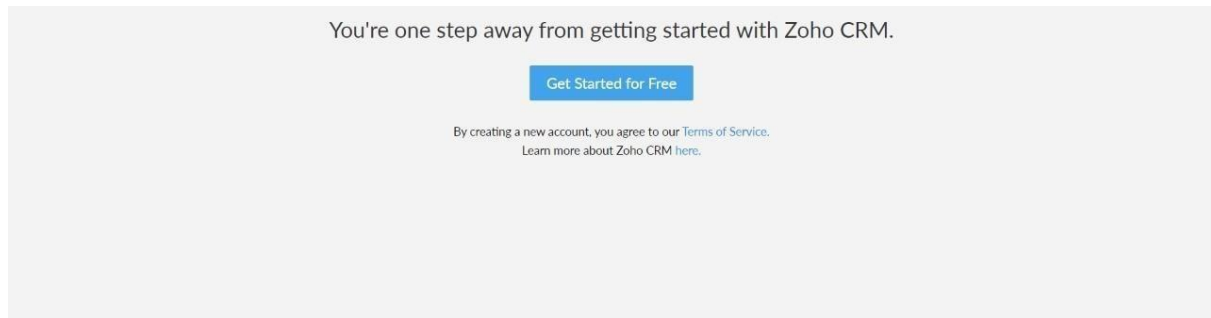 You're one step away from getting started with Zoho CRM.
Get Started for Free
By creating a new account, you agree to our Terms of Service.
Learn more about Zoho CRM here.